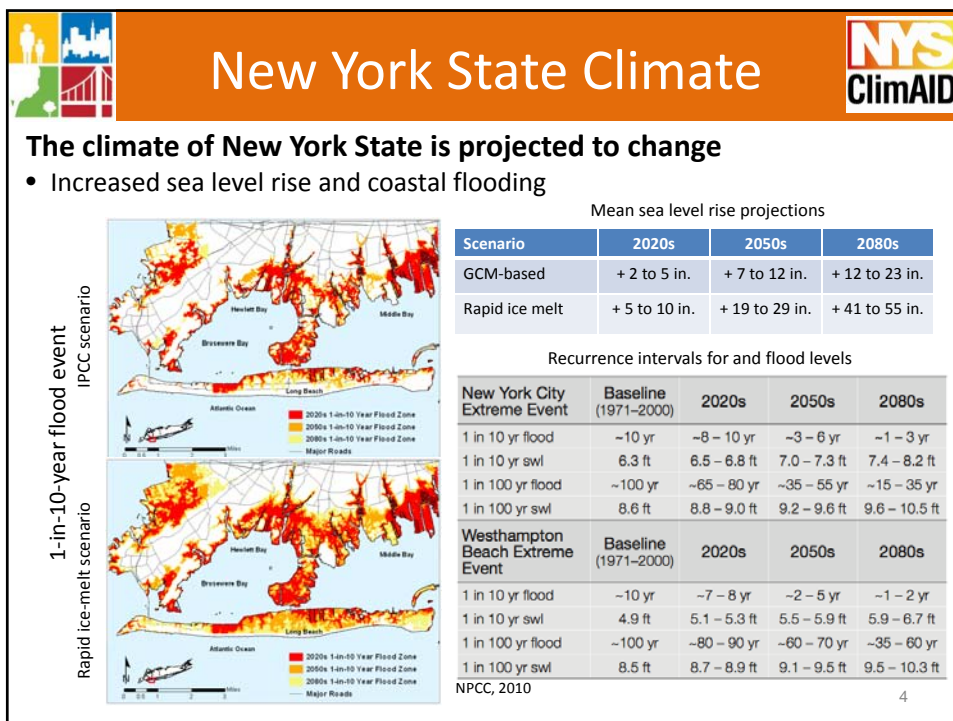 New York State Climate
NYS
ClimAID
The climate of New York State is projected to change
• Increased sea level rise and coastal flooding
1-in-10-year flood event
IPCC scenario
Hewlett Bay
Middle Bay
Brosewere Bay
Long Beach
Atlantic Ocean
2020s 1-in-10 Year Flood Zone
2050s 1-in-10 Year Flood Zone
2080s 1-in-10 Year Flood Zone
Major Roads
N
Miles
Rapid ice-melt scenario
Hewlett Bay
Middle Bay
Brosewere Bay
Long Beach
Atlantic Ocean
2020s 1-in-10 Year Flood Zone
2050s 1-in-10 Year Flood Zone
2080s 1-in-10 Year Flood Zone
Major Roads
N
Miles
Mean sea level rise projections
Scenario 2020s 2050s 2080s
GCM-based + 2 to 5 in. + 7 to 12 in. + 12 to 23 in.
Rapid ice melt + 5 to 10 in. + 19 to 29 in. + 41 to 55 in.
Recurrence intervals for and flood levels
New York City Extreme Event Baseline (1971–2000) 2020s 2050s 2080s
1 in 10 yr flood ~10 yr ~8 – 10 yr ~3 – 6 yr ~1 – 3 yr
1 in 10 yr swl 6.3 ft 6.5 – 6.8 ft 7.0 – 7.3 ft 7.4 – 8.2 ft
1 in 100 yr flood ~100 yr ~65 – 80 yr ~35 – 55 yr ~15 – 35 yr
1 in 100 yr swl 8.6 ft 8.8 – 9.0 ft 9.2 – 9.6 ft 9.6 – 10.5 ft
Westhampton Beach Extreme Event Baseline (1971–2000) 2020s 2050s 2080s
1 in 10 yr flood ~10 yr ~7 – 8 yr ~2 – 5 yr ~1 – 2 yr
1 in 10 yr swl 4.9 ft 5.1 – 5.3 ft 5.5 – 5.9 ft 5.9 – 6.7 ft
1 in 100 yr flood ~100 yr ~80 – 90 yr ~60 – 70 yr ~35 – 60 yr
1 in 100 yr swl 8.5 ft 8.7 – 8.9 ft 9.1 – 9.5 ft 9.5 – 10.3 ft
NPCC, 2010
4